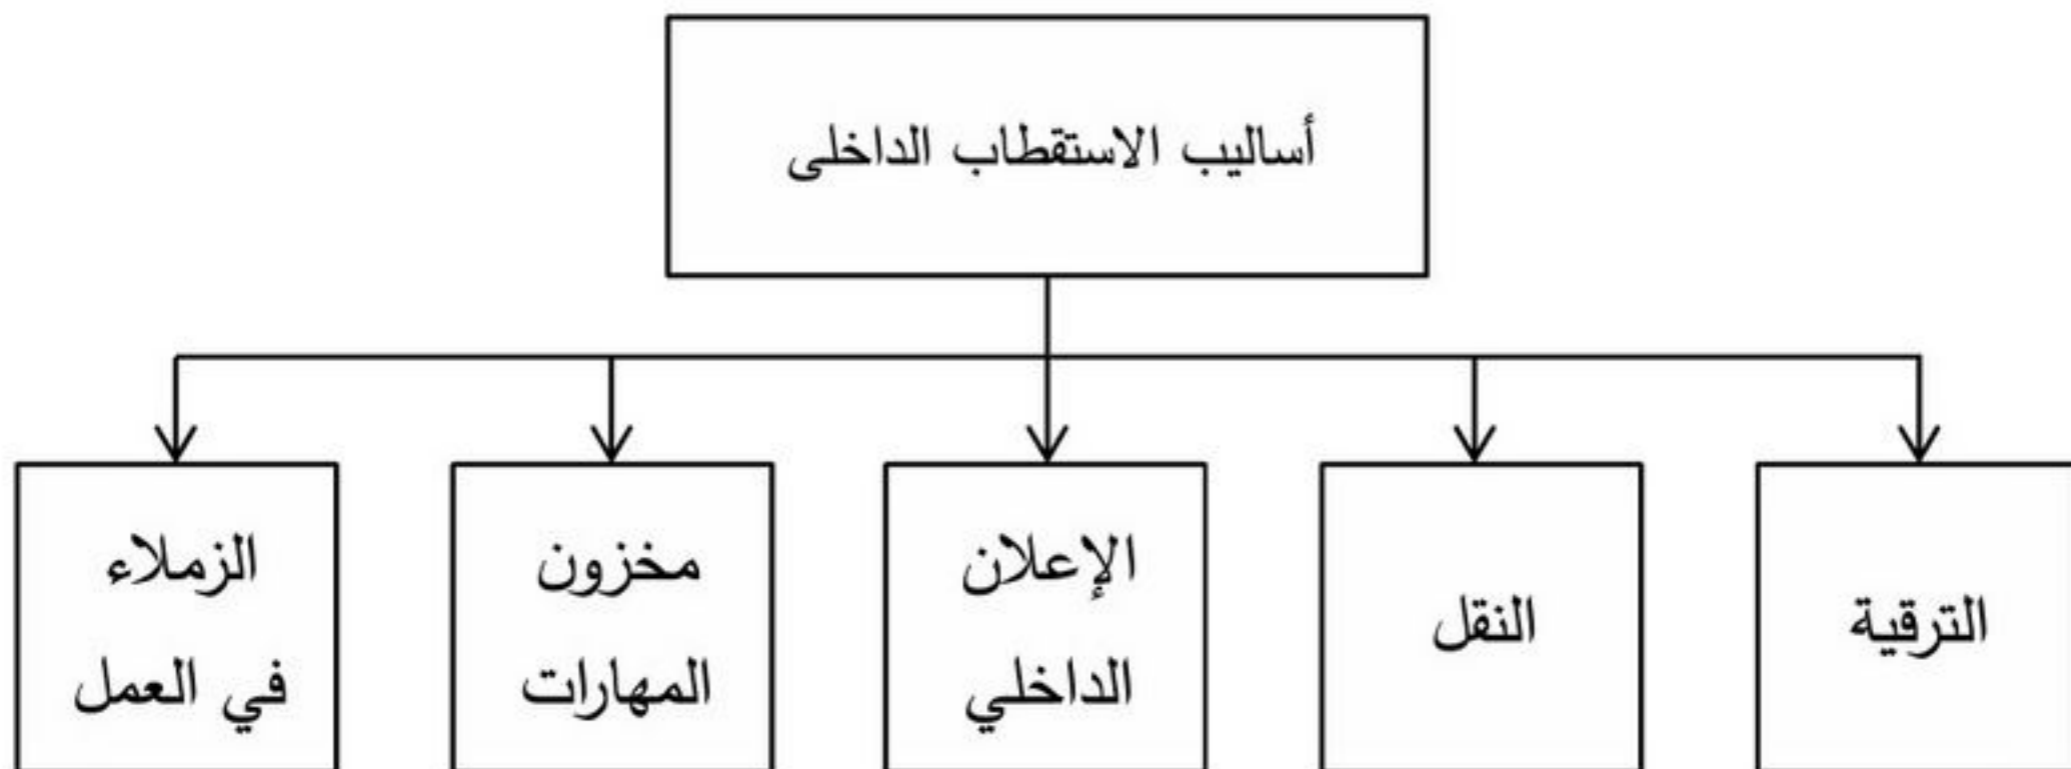 أساليب الاستقطاب الداخلى
الترقية
النقل
الإعلان
الداخلي
مخزون
المهارات
الزملاء
في العمل